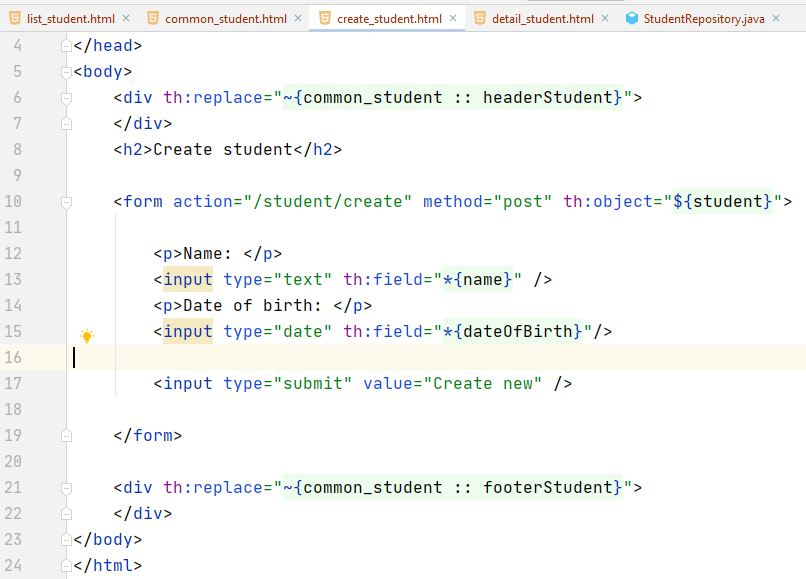 list_student.html × common_student.html × create_student.html × detail_student.html × StudentRepository.java ×
4 </head>
5 <body>
6 <div th:replace="~{common_student :: headerStudent}">
7 </div>
8 <h2>Create student</h2>
9
10 <form action="/student/create" method="post" th:object="${student}">
11
12 <p>Name: </p>
13 <input type="text" th:field="*{name}" />
14 <p>Date of birth: </p>
15 <input type="date" th:field="*{dateOfBirth}"/>
16
17 <input type="submit" value="Create new" />
18
19 </form>
20
21 <div th:replace="~{common_student :: footerStudent}">
22 </div>
23 </body>
24 </html>